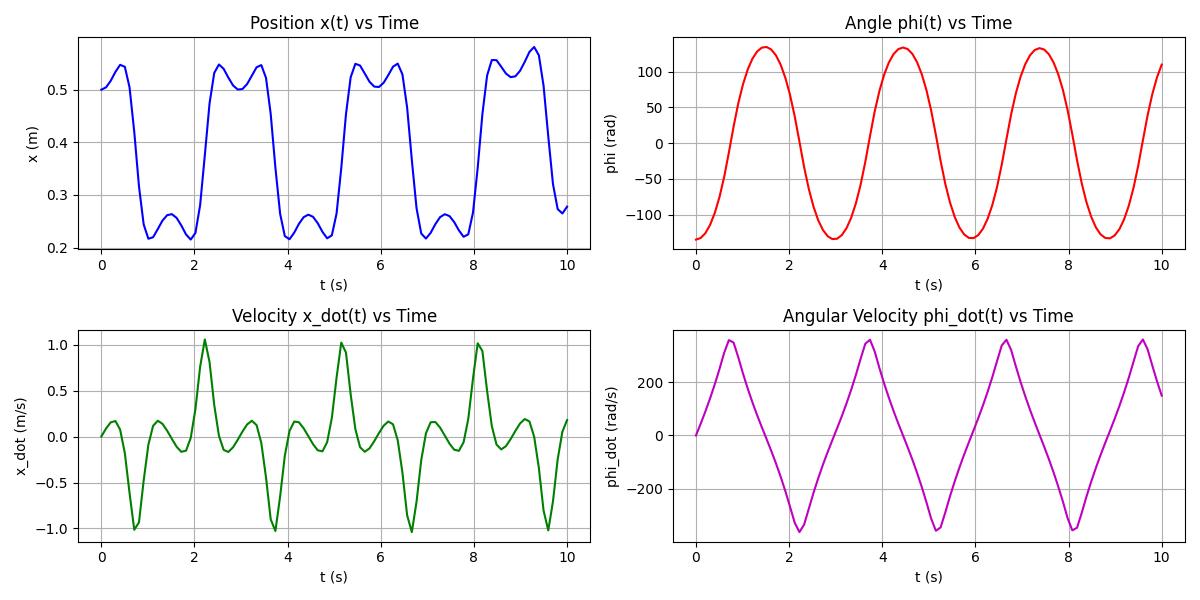 Position x(t) vs Time
x (m)
0.5
0.4
0.3
0.2
0 2 4 6 8 10
t (s)
Angle phi(t) vs Time
phi (rad)
100
50
0
−50
−100
0 2 4 6 8 10
t (s)
Velocity x_dot(t) vs Time
x_dot (m/s)
1.0
0.5
0.0
−0.5
−1.0
0 2 4 6 8 10
t (s)
Angular Velocity phi_dot(t) vs Time
phi_dot (rad/s)
200
0
−200
0 2 4 6 8 10
t (s)